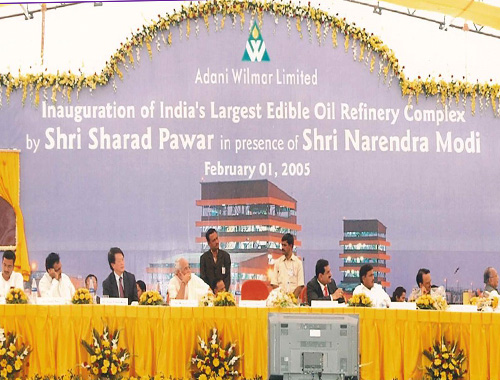 Adani Wilmar Limited
Inauguration of India's Largest Edible Oil Refinery Complex
by Shri Sharad Pawar in presence of Shri Narendra Modi
February 01, 2005